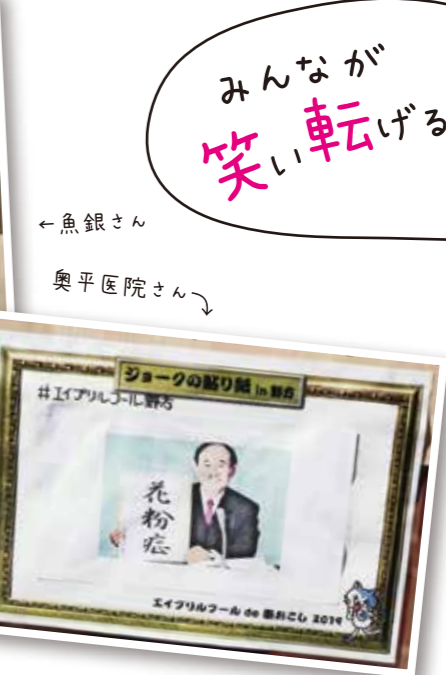 みんなが
笑い転げる
←魚銀さん
奥平医院さん
ジョークの貼り紙 in 野方
#エイプリルフール野方
花粉症
エイプリルフール de 町おこし 2019